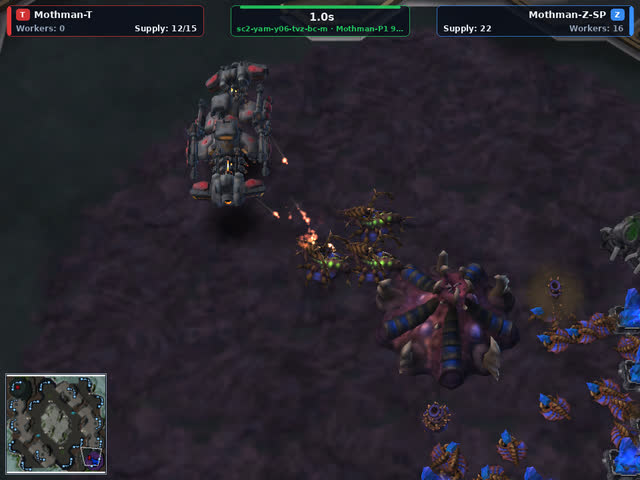 T Mothman-T
Workers: 0 Supply: 12/15
1.0s
sc2-yam-y06-tvz-bc-m · Mothman-P1 9...
Mothman-Z-SP Z
Supply: 22 Workers: 16